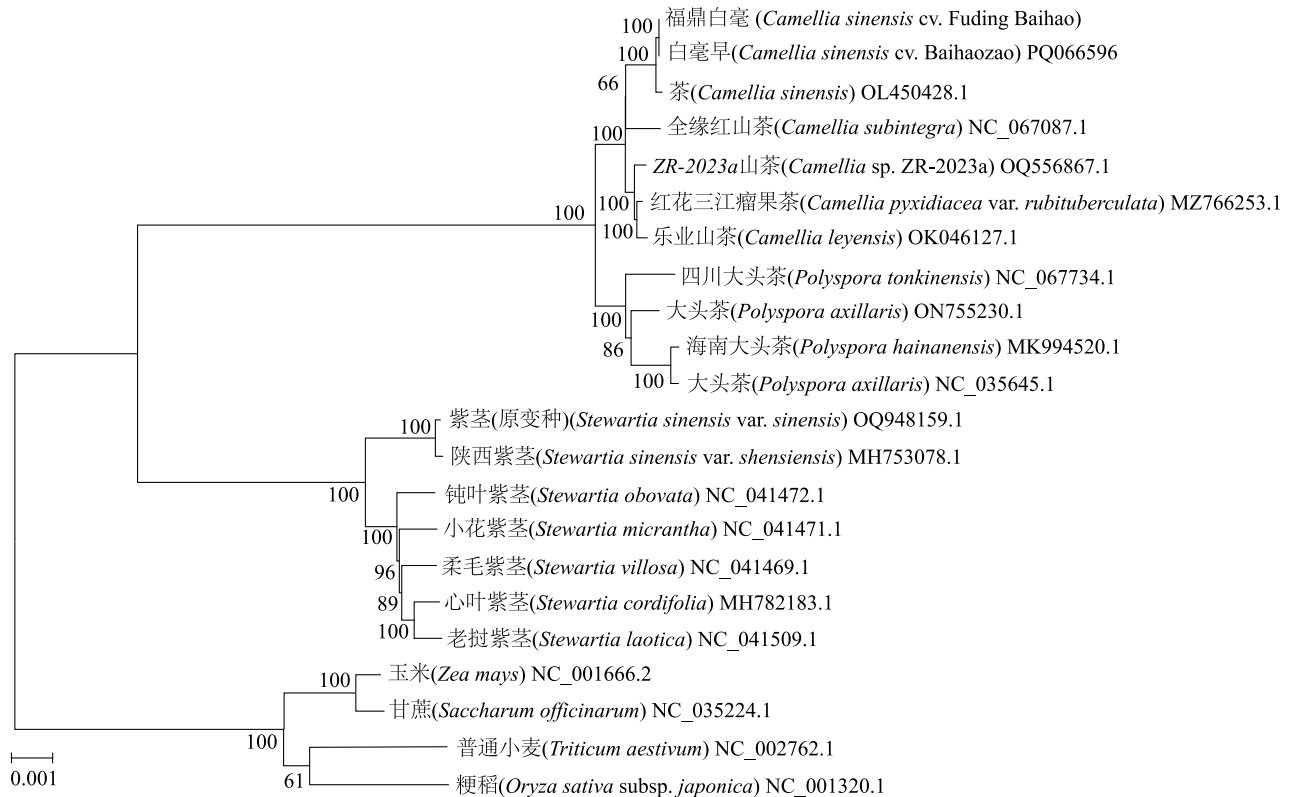 福鼎白毫 (Camellia sinensis cv. Fuding Baihao)
100
白毫早(Camellia sinensis cv. Baihaozao) PQ066596
100
66
茶(Camellia sinensis) OL450428.1
全缘红山茶(Camellia subintegra) NC_067087.1
100
ZR-2023a山茶(Camellia sp. ZR-2023a) OQ556867.1
红花三江瘤果茶(Camellia pyxidiacea var. rubituberculata) MZ766253.1
100
100
乐业山茶(Camellia leyensis) OK046127.1
100
四川大头茶(Polyspora tonkinensis) NC_067734.1
大头茶(Polyspora axillaris) ON755230.1
100
海南大头茶(Polyspora hainanensis) MK994520.1
86
大头茶(Polyspora axillaris) NC_035645.1
100
紫茎(原变种)(Stewartia sinensis var. sinensis) OQ948159.1
100
陕西紫茎(Stewartia sinensis var. shensiensis) MH753078.1
100
钝叶紫茎(Stewartia obovata) NC_041472.1
小花紫茎(Stewartia micrantha) NC_041471.1
100
柔毛紫茎(Stewartia villosa) NC_041469.1
96
心叶紫茎(Stewartia cordifolia) MH782183.1
89
100
老挝紫茎(Stewartia laotica) NC_041509.1
玉米(Zea mays) NC_001666.2
100
甘蔗(Saccharum officinarum) NC_035224.1
100
普通小麦(Triticum aestivum) NC_002762.1
61
粳稻(Oryza sativa subsp. japonica) NC_001320.1
0.001